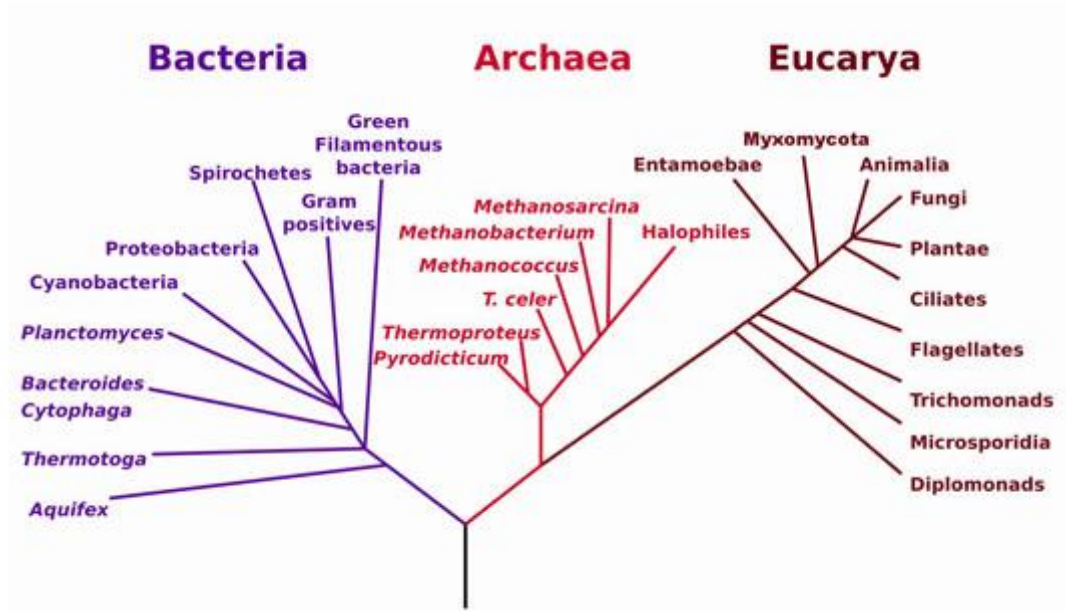 Bacteria
Archaea
Eucarya
Green
Filamentous
bacteria
Spirochetes
Gram
positives
Proteobacteria
Cyanobacteria
Planctomyces
Bacteroides
Cytophaga
Thermotoga
Aquifex
Methanosarcina
Methanobacterium
Halophiles
Methanococcus
T. celer
Thermoproteus
Pyrodicticum
Entamoebae
Myxomycota
Animalia
Fungi
Plantae
Ciliates
Flagellates
Trichomonads
Microsporidia
Diplomonads